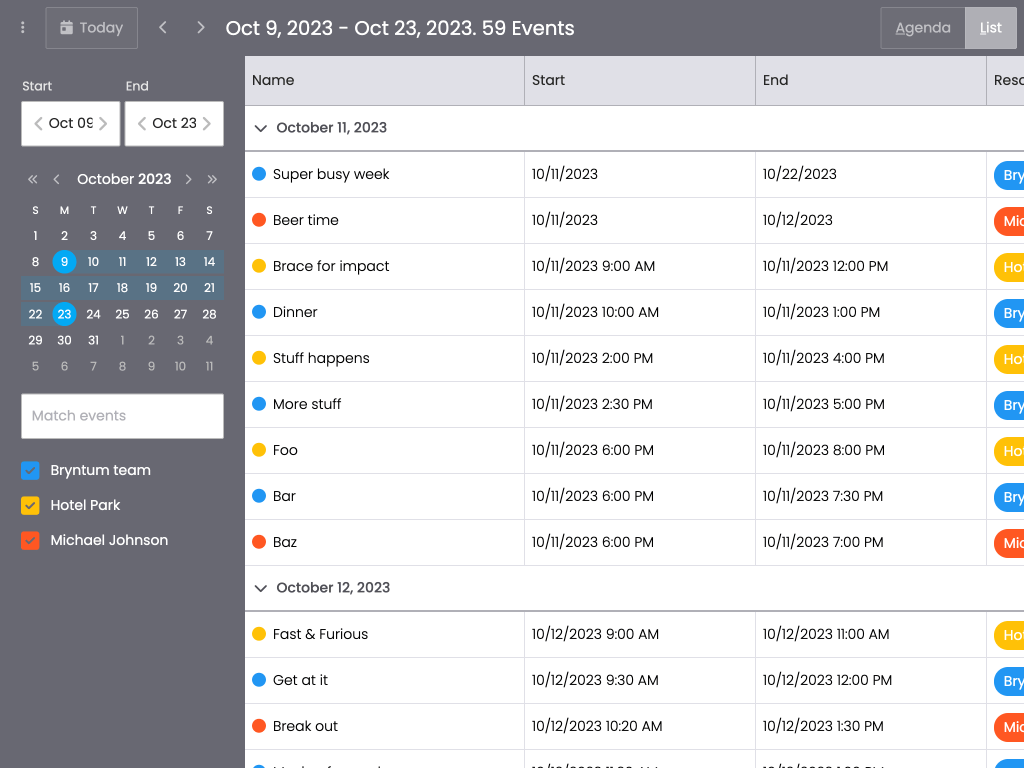 Today
Oct 9, 2023 - Oct 23, 2023. 59 Events
Agenda
List
Start End
Oct 09 Oct 23
October 2023
S M T W T F S
1 2 3 4 5 6 7
8 9 10 11 12 13 14
15 16 17 18 19 20 21
22 23 24 25 26 27 28
29 30 31 1 2 3 4
5 6 7 8 9 10 11
Match events
Bryntum team
Hotel Park
Michael Johnson
Name Start End Reso
October 11, 2023
Super busy week 10/11/2023 10/22/2023 Bry
Beer time 10/11/2023 10/12/2023 Mic
Brace for impact 10/11/2023 9:00 AM 10/11/2023 12:00 PM Hot
Dinner 10/11/2023 10:00 AM 10/11/2023 1:00 PM Bry
Stuff happens 10/11/2023 2:00 PM 10/11/2023 4:00 PM Hot
More stuff 10/11/2023 2:30 PM 10/11/2023 5:00 PM Bry
Foo 10/11/2023 6:00 PM 10/11/2023 8:00 PM Hot
Bar 10/11/2023 6:00 PM 10/11/2023 7:30 PM Bry
Baz 10/11/2023 6:00 PM 10/11/2023 7:00 PM Mic
October 12, 2023
Fast & Furious 10/12/2023 9:00 AM 10/12/2023 11:00 AM Hot
Get at it 10/12/2023 9:30 AM 10/12/2023 12:00 PM Bry
Break out 10/12/2023 10:20 AM 10/12/2023 1:30 PM Mic